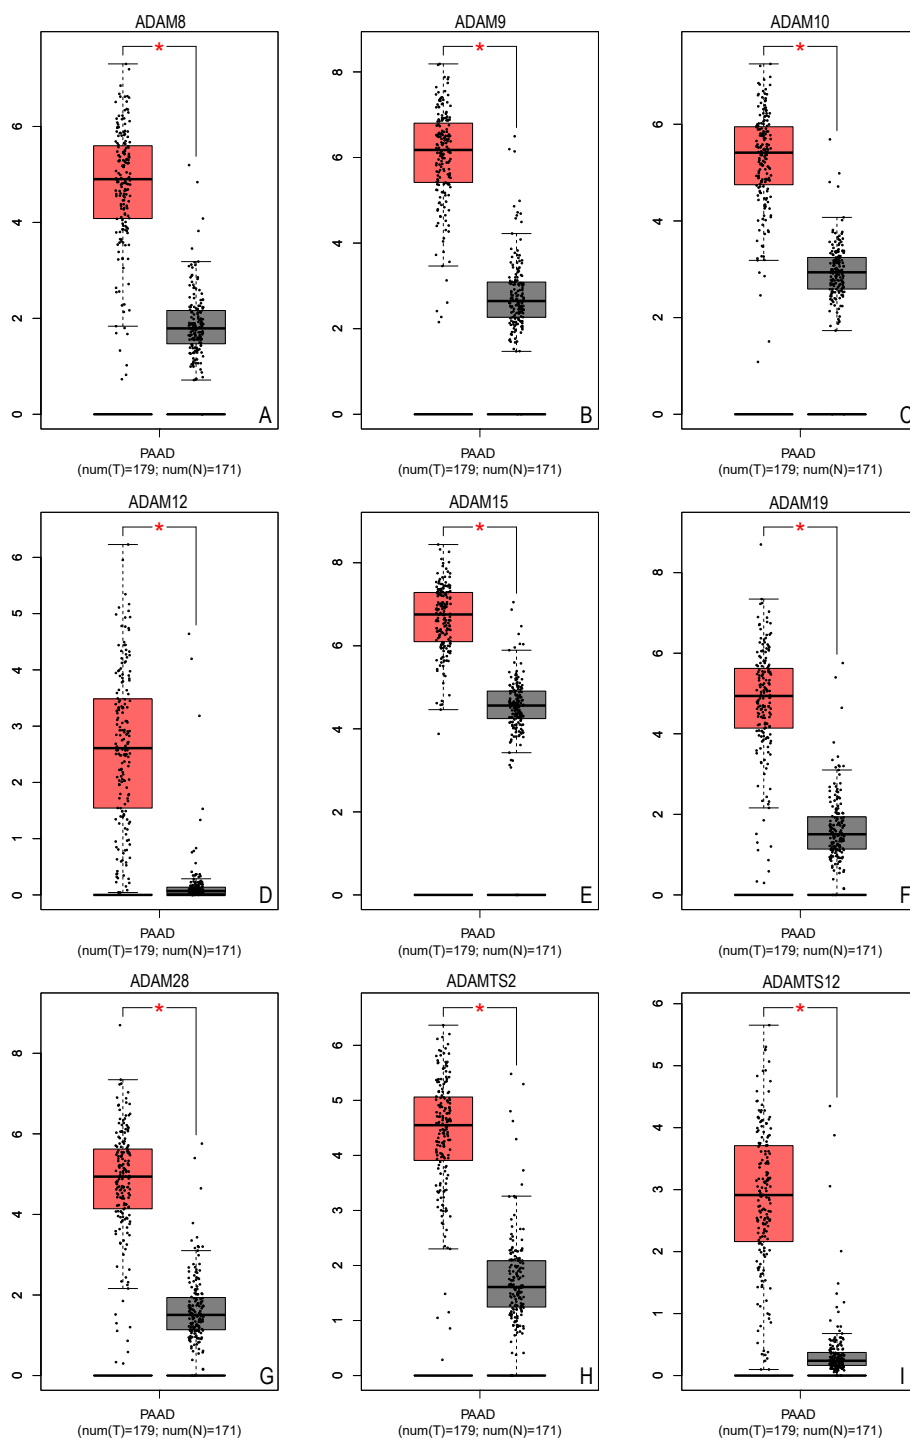 ADAM8
ADAM9
ADAM10
*
*
*
0 2 4 6
0 2 4 6 8
0 2 4 6
A
B
C
PAAD
(num(T)=179; num(N)=171)
PAAD
(num(T)=179; num(N)=171)
PAAD
(num(T)=179; num(N)=171)
ADAM12
ADAM15
ADAM19
*
*
*
0 1 2 3 4 5 6
0 2 4 6 8
0 2 4 6 8
D
E
F
PAAD
(num(T)=179; num(N)=171)
PAAD
(num(T)=179; num(N)=171)
PAAD
(num(T)=179; num(N)=171)
ADAM28
ADAMTS2
ADAMTS12
*
*
*
0 2 4 6 8
0 1 2 3 4 5 6
0 1 2 3 4 5 6
G
H
I
PAAD
(num(T)=179; num(N)=171)
PAAD
(num(T)=179; num(N)=171)
PAAD
(num(T)=179; num(N)=171)